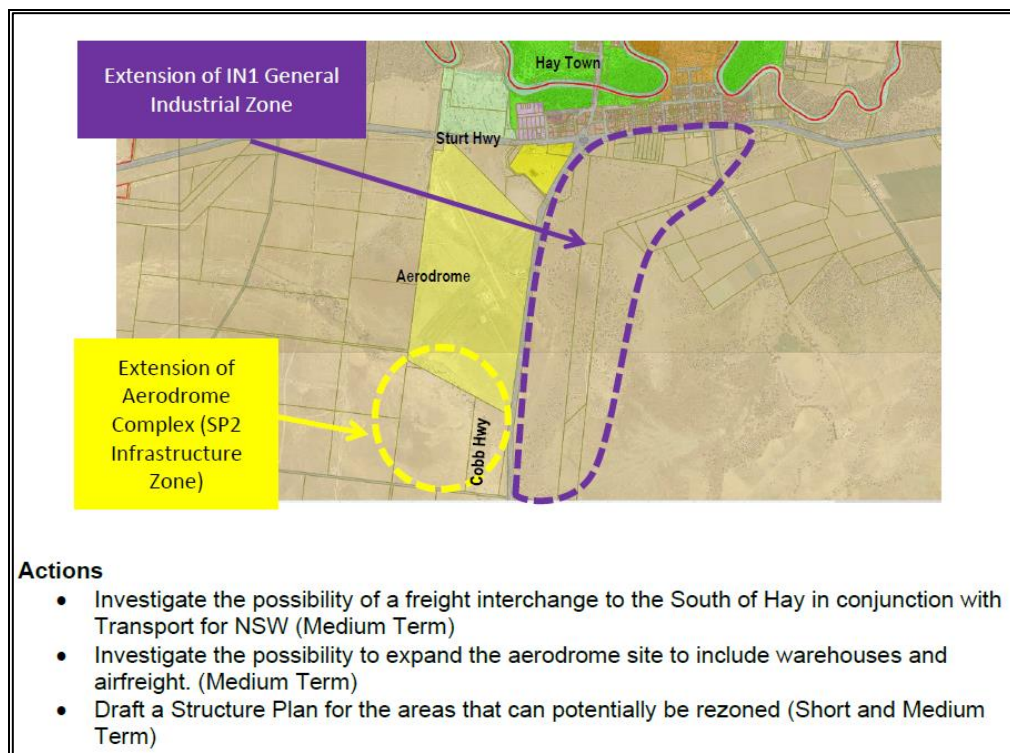 Extension of IN1 General
Industrial Zone
Hay Town
Sturt Hwy
Aerodrome
Extension of
Aerodrome
Complex (SP2
Infrastructure
Zone)
Cobb Hwy
Actions
• Investigate the possibility of a freight interchange to the South of Hay in conjunction with
Transport for NSW (Medium Term)
• Investigate the possibility to expand the aerodrome site to include warehouses and
airfreight. (Medium Term)
• Draft a Structure Plan for the areas that can potentially be rezoned (Short and Medium
Term)